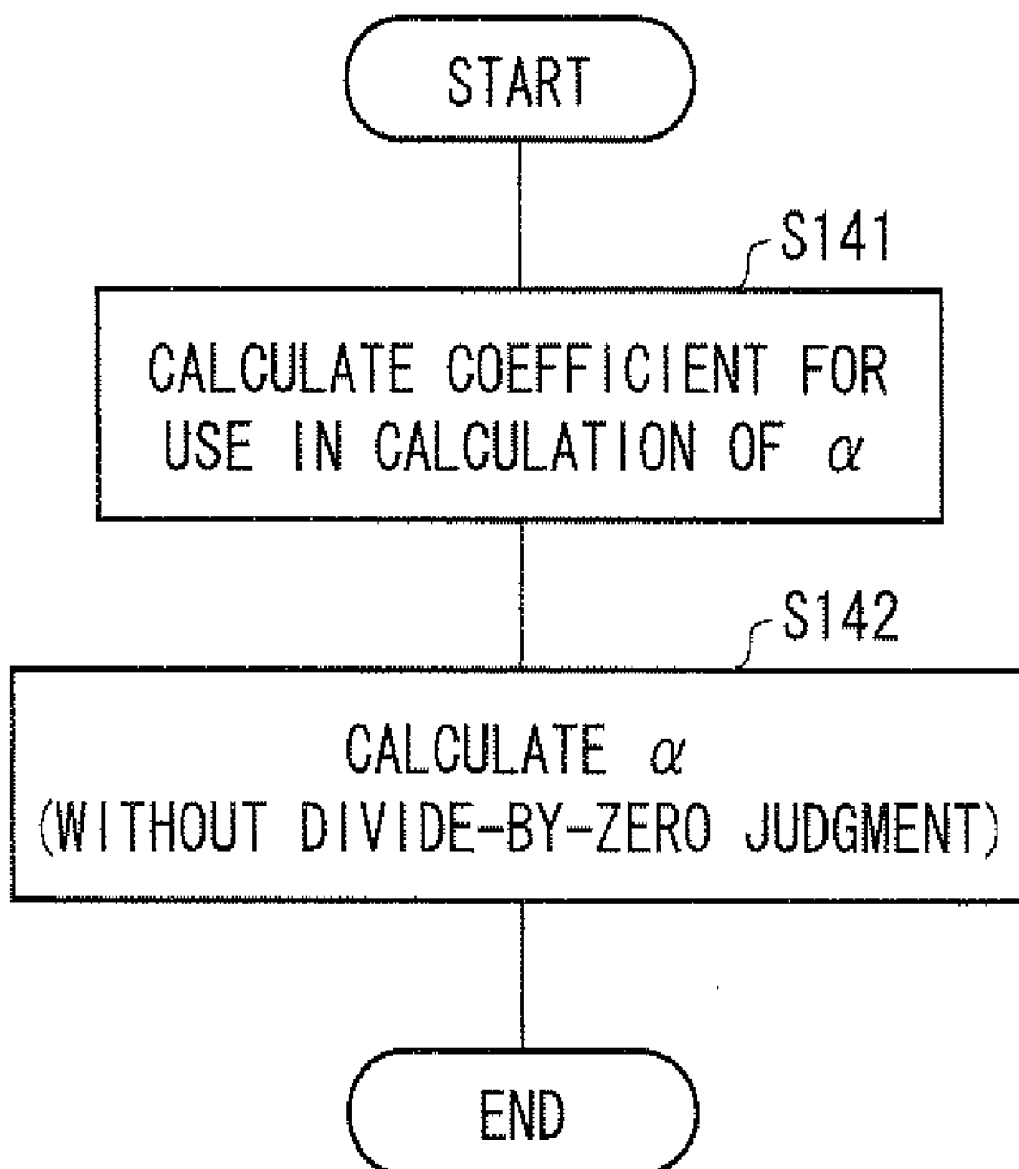 START
S141
CALCULATE COEFFICIENT FOR
USE IN CALCULATION OF α
S142
CALCULATE α
(WITHOUT DIVIDE-BY-ZERO JUDGMENT)
END